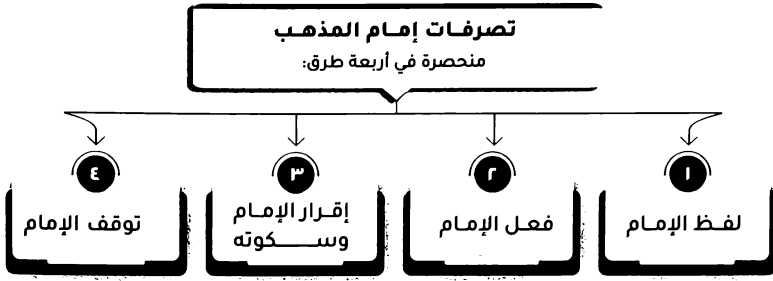 تصرفات إمام المذهب
منحصرة في أربعة طرق:
١
لفظ الإمام
٢
فعل الإمام
٣
إقرار الإمام
وسكوته
٤
توقف الإمام